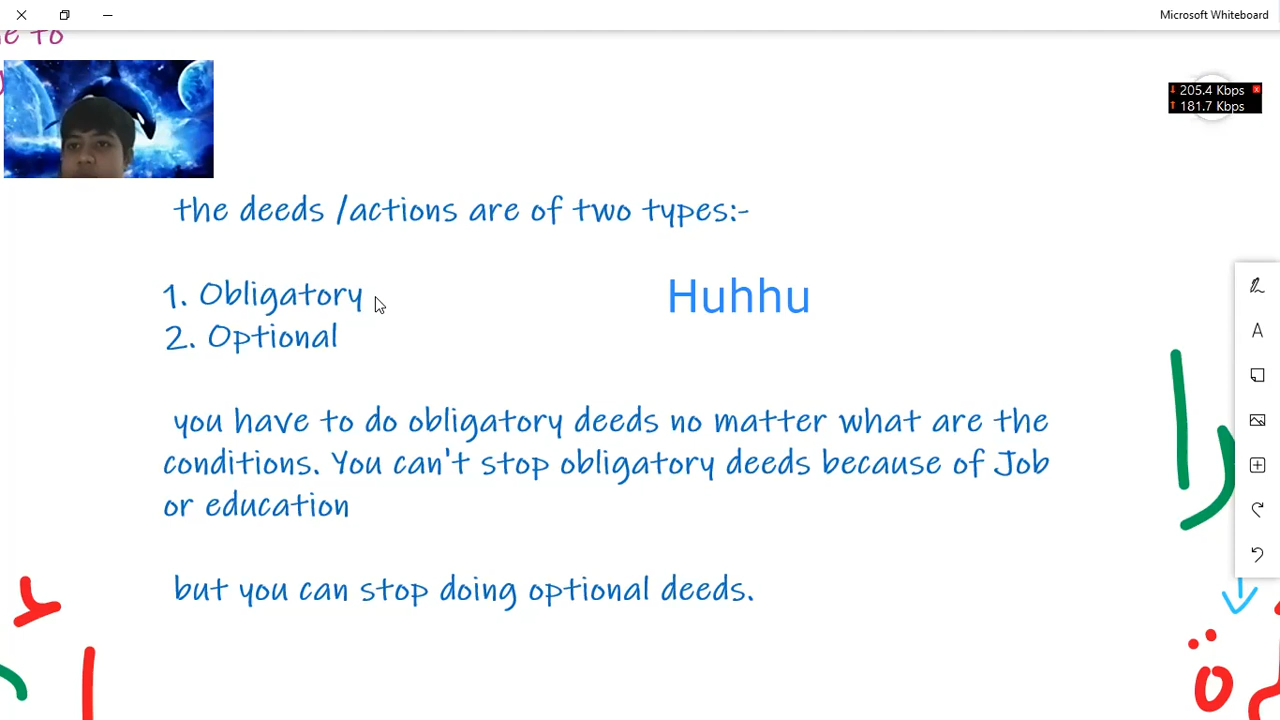 Microsoft Whiteboard
to
205.4 Kbps
181.7 Kbps
the deeds /actions are of two types:-
1. Obligatory
Huhhu
2. Optional
you have to do obligatory deeds no matter what are the
conditions. You can't stop obligatory deeds because of Job
or education
but you can stop doing optional deeds.